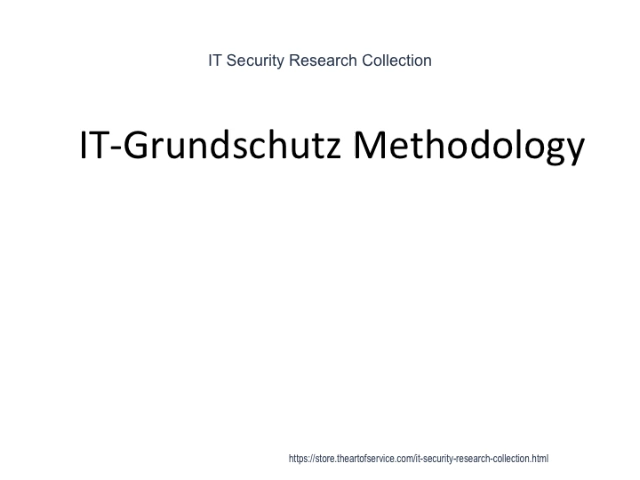 IT Security Research Collection
IT-Grundschutz Methodology
https://store.theartofservice.com/it-security-research-collection.html